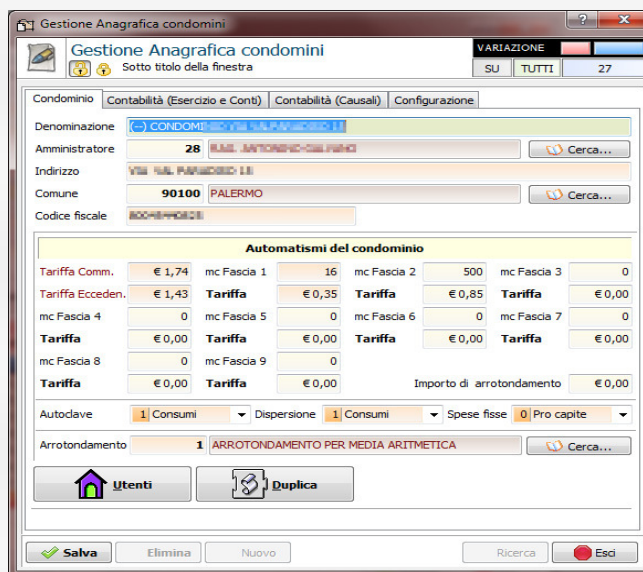 Gestione Anagrafica condomini
Gestione Anagrafica condomini
Sotto titolo della finestra
VARIAZIONE
SU TUTTI 27
Condominio Contabilità (Esercizio e Conti) Contabilità (Causali) Configurazione
Denominazione (--) CONDOMI
Amministratore 28 Cerca...
Indirizzo
Comune 90100 PALERMO Cerca...
Codice fiscale
Automatismi del condominio
Tariffa Comm. € 1,74 mc Fascia 1 16 mc Fascia 2 500 mc Fascia 3 0
Tariffa Ecceden. € 1,43 Tariffa € 0,35 Tariffa € 0,85 Tariffa € 0,00
mc Fascia 4 0 mc Fascia 5 0 mc Fascia 6 0 mc Fascia 7 0
Tariffa € 0,00 Tariffa € 0,00 Tariffa € 0,00 Tariffa € 0,00
mc Fascia 8 0 mc Fascia 9 0
Tariffa € 0,00 Tariffa € 0,00 Importo di arrotondamento € 0,00
Autoclave 1 Consumi Dispersione 1 Consumi Spese fisse 0 Pro capite
Arrotondamento 1 ARROTONDAMENTO PER MEDIA ARITMETICA Cerca...
Utenti Duplica
Salva Elimina Nuovo Ricerca Esci